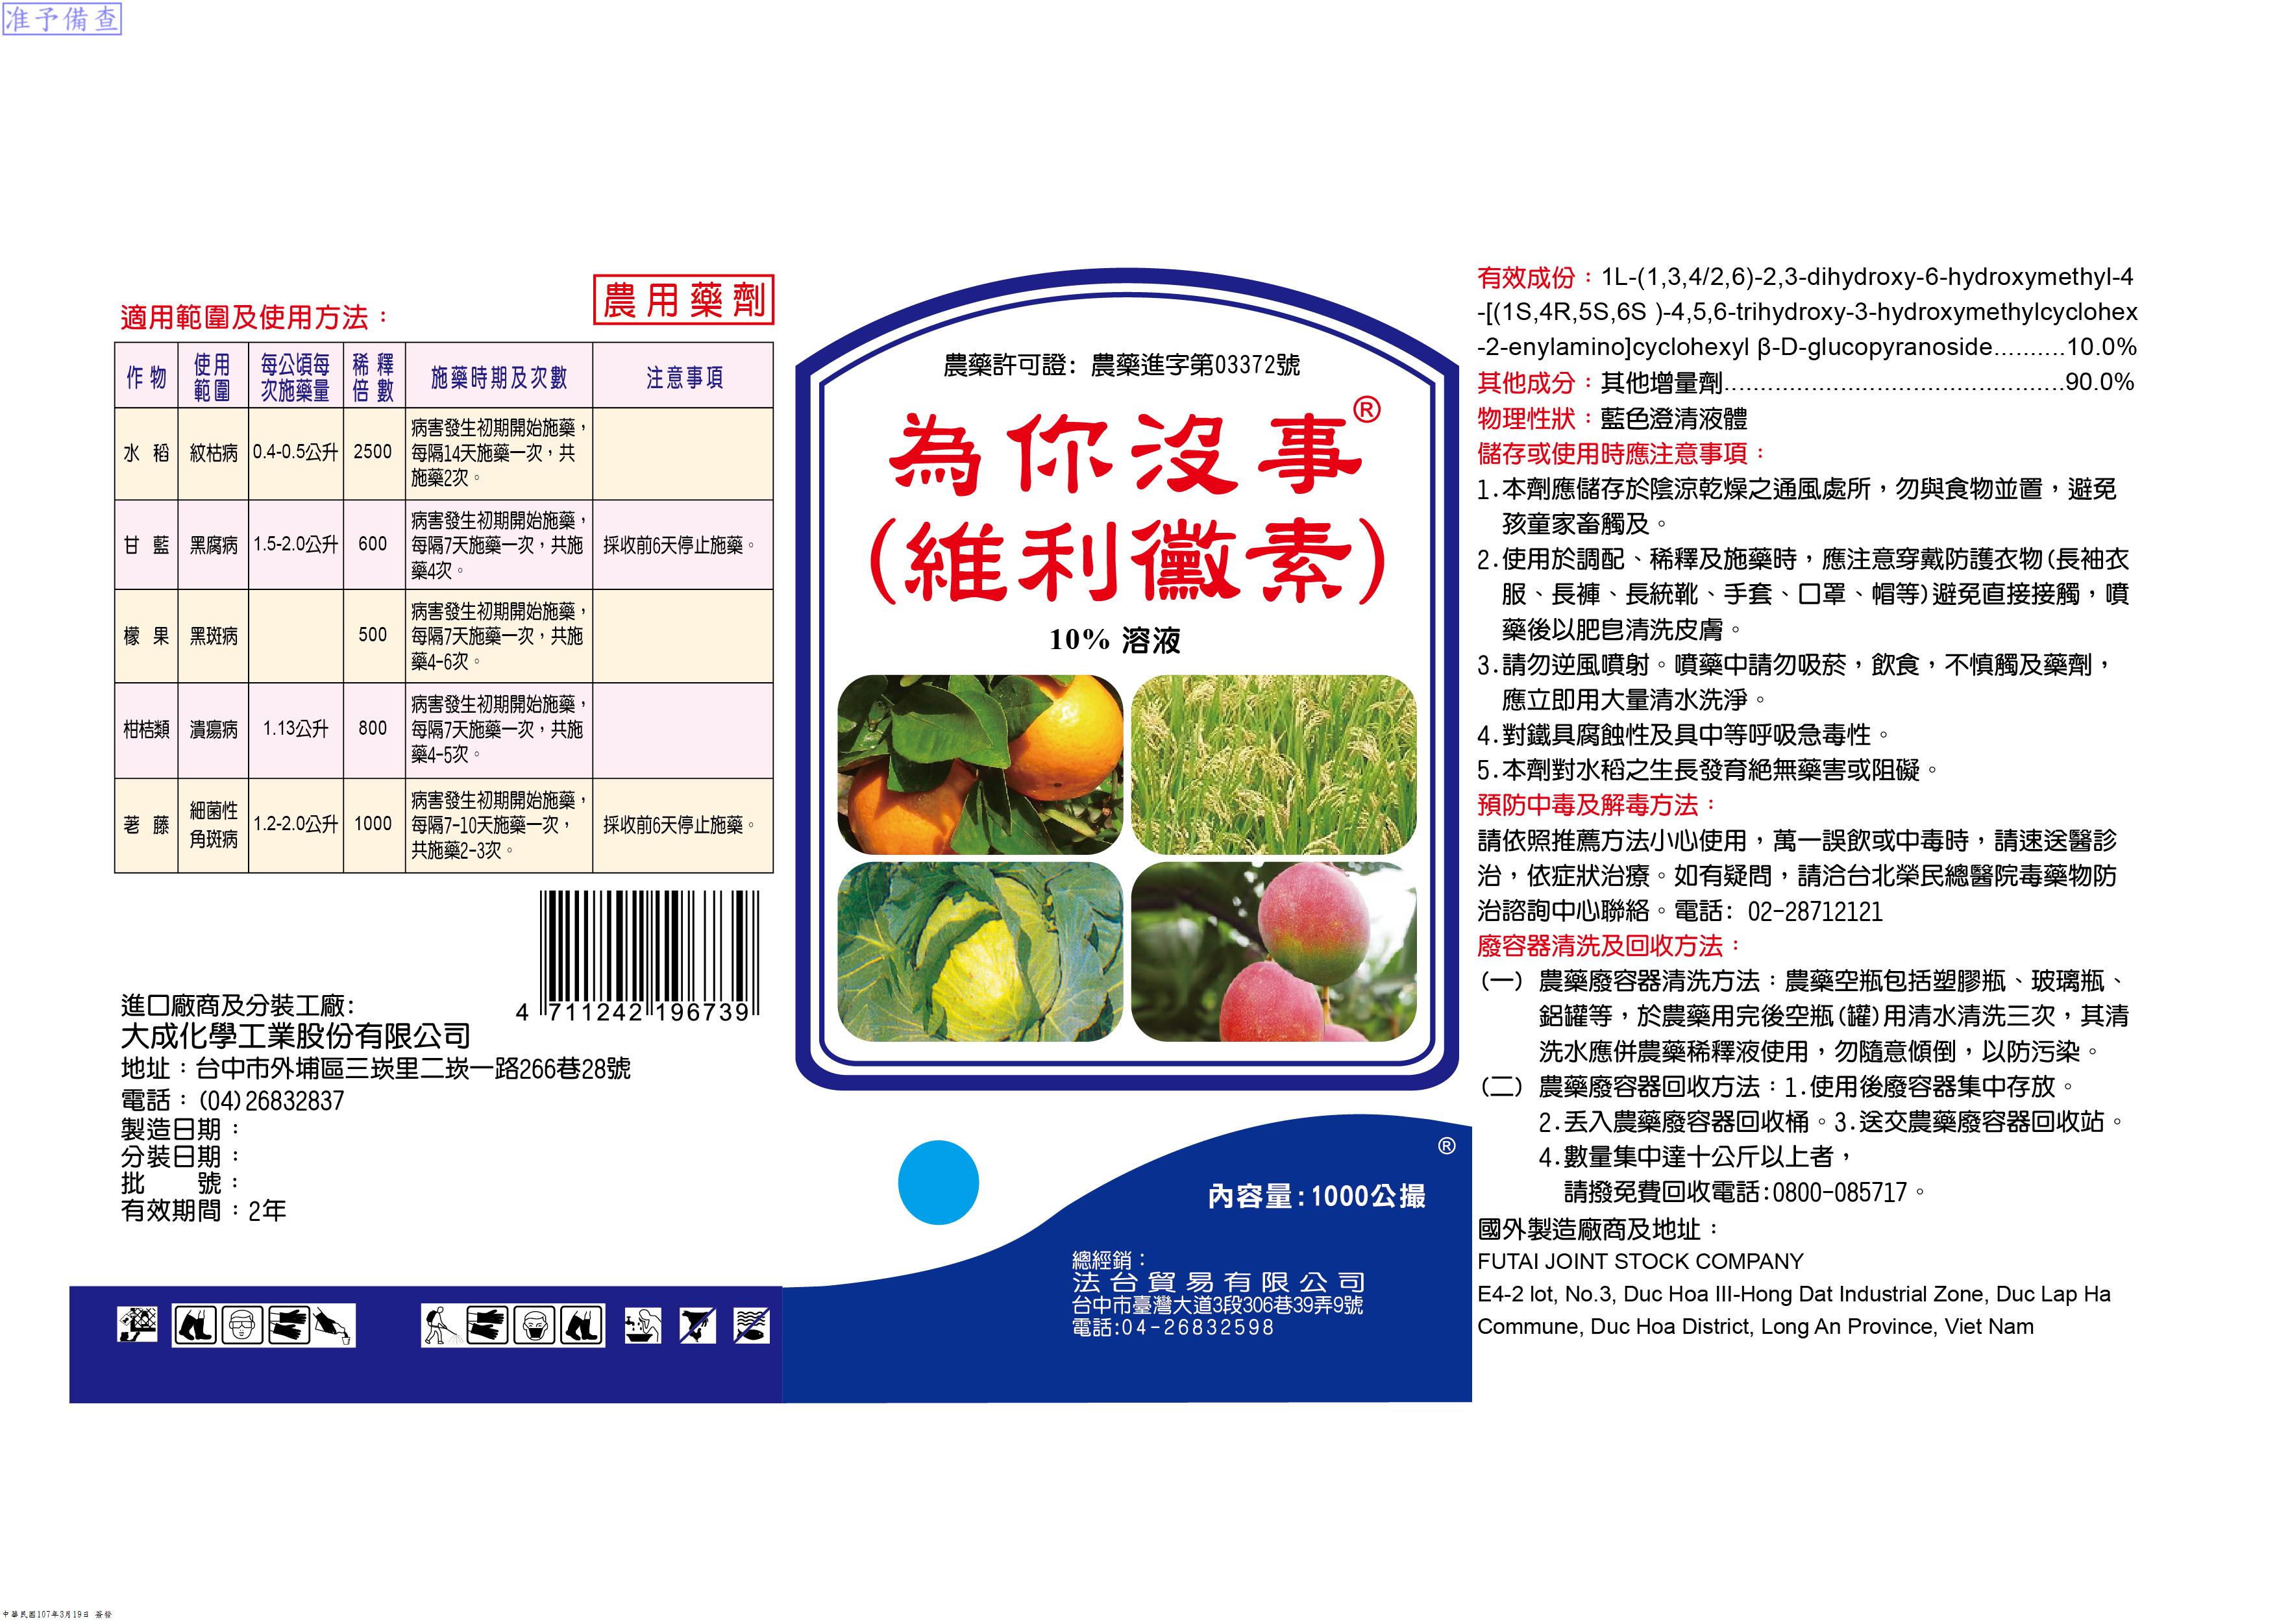 准予備查
農用藥劑
適用範圍及使用方法：
作物 使用範圍 每公頃每次施藥量 稀釋倍數 施藥時期及次數 注意事項
水稻 紋枯病 0.4-0.5公升 2500 病害發生初期開始施藥，每隔14天施藥一次，共施藥2次。
甘藍 黑腐病 1.5-2.0公升 600 病害發生初期開始施藥，每隔7天施藥一次，共施藥4次。 採收前6天停止施藥。
檬果 黑斑病 500 病害發生初期開始施藥，每隔7天施藥一次，共施藥4-6次。
柑桔類 潰瘍病 1.13公升 800 病害發生初期開始施藥，每隔7天施藥一次，共施藥4-5次。
荖藤 細菌性角斑病 1.2-2.0公升 1000 病害發生初期開始施藥，每隔7-10天施藥一次，共施藥2-3次。 採收前6天停止施藥。
4 711242 196739
進口廠商及分裝工廠:
大成化學工業股份有限公司
地址：台中市外埔區三崁里二崁一路266巷28號
電話：(04)26832837
製造日期：
分裝日期：
批　　號：
有效期間：2年
農藥許可證: 農藥進字第03372號
為你沒事®
(維利黴素)
10% 溶液
®
內容量:1000公撮
總經銷：
法台貿易有限公司
台中市臺灣大道3段306巷39弄9號
電話:04-26832598
有效成份：1L-(1,3,4/2,6)-2,3-dihydroxy-6-hydroxymethyl-4
-[(1S,4R,5S,6S )-4,5,6-trihydroxy-3-hydroxymethylcyclohex
-2-enylamino]cyclohexyl β-D-glucopyranoside..........10.0%
其他成分：其他增量劑...............................................90.0%
物理性狀：藍色澄清液體
儲存或使用時應注意事項：
1.本劑應儲存於陰涼乾燥之通風處所，勿與食物並置，避免
孩童家畜觸及。
2.使用於調配、稀釋及施藥時，應注意穿戴防護衣物(長袖衣
服、長褲、長統靴、手套、口罩、帽等)避免直接接觸，噴
藥後以肥皂清洗皮膚。
3.請勿逆風噴射。噴藥中請勿吸菸，飲食，不慎觸及藥劑，
應立即用大量清水洗淨。
4.對鐵具腐蝕性及具中等呼吸急毒性。
5.本劑對水稻之生長發育絕無藥害或阻礙。
預防中毒及解毒方法：
請依照推薦方法小心使用，萬一誤飲或中毒時，請速送醫診
治，依症狀治療。如有疑問，請洽台北榮民總醫院毒藥物防
治諮詢中心聯絡。電話: 02-28712121
廢容器清洗及回收方法：
(一) 農藥廢容器清洗方法：農藥空瓶包括塑膠瓶、玻璃瓶、
鋁罐等，於農藥用完後空瓶(罐)用清水清洗三次，其清
洗水應併農藥稀釋液使用，勿隨意傾倒，以防污染。
(二) 農藥廢容器回收方法：1.使用後廢容器集中存放。
2.丟入農藥廢容器回收桶。3.送交農藥廢容器回收站。
4.數量集中達十公斤以上者，
請撥免費回收電話:0800-085717。
國外製造廠商及地址：
FUTAI JOINT STOCK COMPANY
E4-2 lot, No.3, Duc Hoa III-Hong Dat Industrial Zone, Duc Lap Ha
Commune, Duc Hoa District, Long An Province, Viet Nam
中華民國107年3月19日 簽發